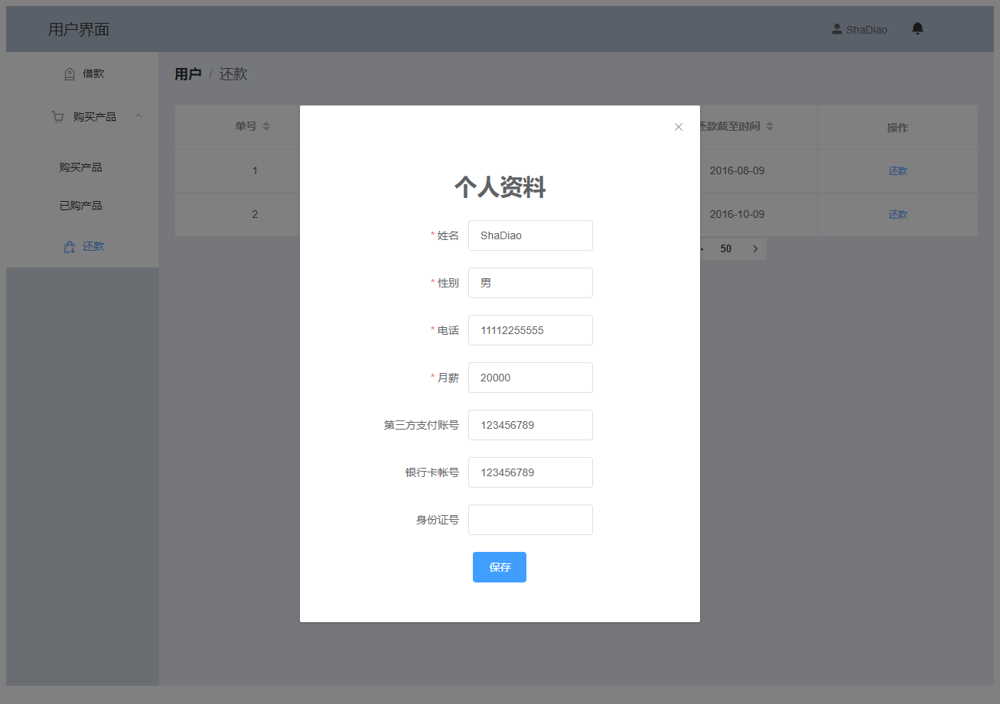 用户界面
ShaDiao
借款
购买产品
购买产品
已购产品
还款
用户 / 还款
单号
还款截至时间
操作
1
2016-08-09
还款
2
2016-10-09
还款
50
个人资料
* 姓名
ShaDiao
* 性别
男
* 电话
11112255555
* 月薪
20000
第三方支付账号
123456789
银行卡帐号
123456789
身份证号
保存